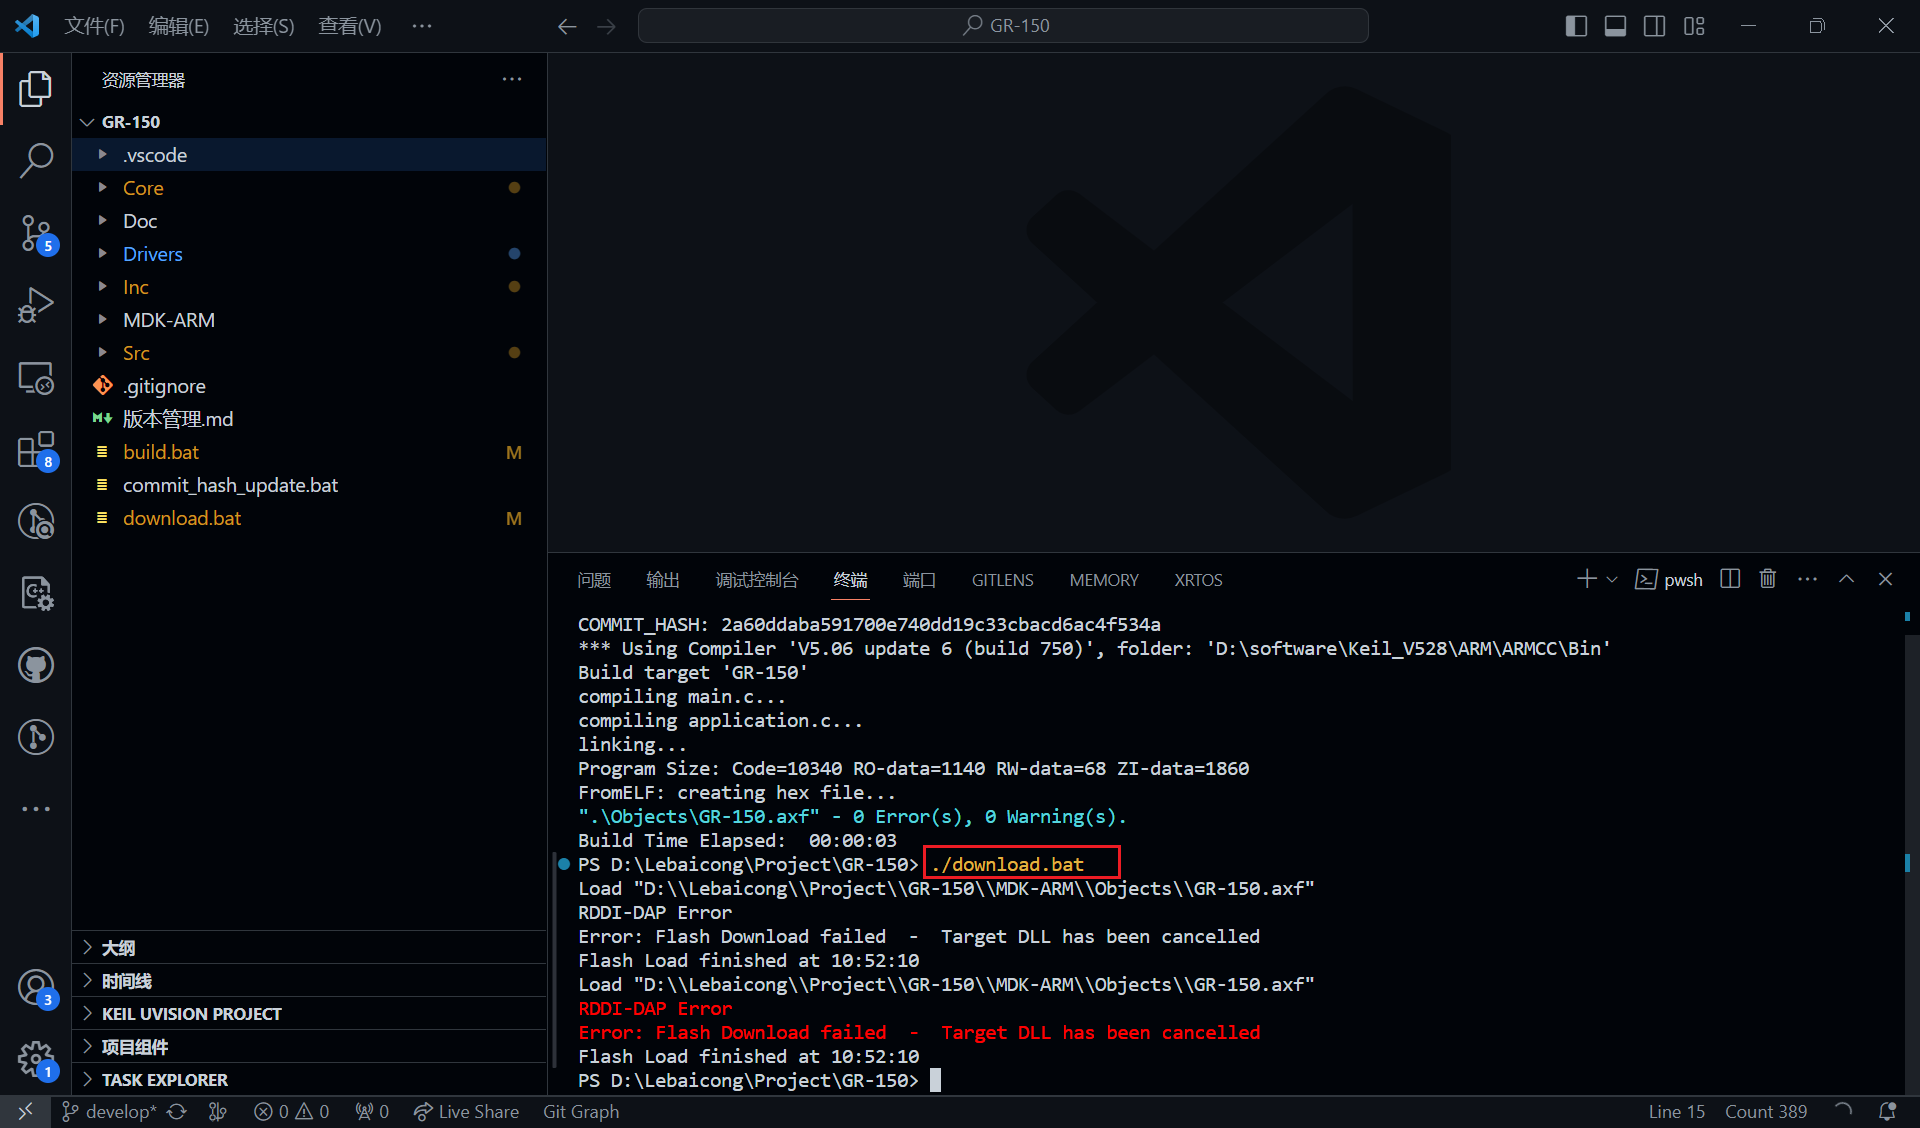 文件(F) 编辑(E) 选择(S) 查看(V) ··· GR-150
资源管理器 ···
GR-150
.vscode
Core
Doc
Drivers
Inc
MDK-ARM
Src
.gitignore
版本管理.md
build.bat M
commit_hash_update.bat
download.bat M
大纲
时间线
KEIL UVISION PROJECT
项目组件
TASK EXPLORER
5
8
3
1
问题 输出 调试控制台 终端 端口 GITLENS MEMORY XRTOS pwsh
COMMIT_HASH: 2a60ddaba591700e740dd19c33cbacd6ac4f534a
*** Using Compiler 'V5.06 update 6 (build 750)', folder: 'D:\software\Keil_V528\ARM\ARMCC\Bin'
Build target 'GR-150'
compiling main.c...
compiling application.c...
linking...
Program Size: Code=10340 RO-data=1140 RW-data=68 ZI-data=1860
FromELF: creating hex file...
".\Objects\GR-150.axf" - 0 Error(s), 0 Warning(s).
Build Time Elapsed:  00:00:03
PS D:\Lebaicong\Project\GR-150> ./download.bat
Load "D:\\Lebaicong\\Project\\GR-150\\MDK-ARM\\Objects\\GR-150.axf"
RDDI-DAP Error
Error: Flash Download failed  -  Target DLL has been cancelled
Flash Load finished at 10:52:10
Load "D:\\Lebaicong\\Project\\GR-150\\MDK-ARM\\Objects\\GR-150.axf"
RDDI-DAP Error
Error: Flash Download failed  -  Target DLL has been cancelled
Flash Load finished at 10:52:10
PS D:\Lebaicong\Project\GR-150>
develop* 0 0 0 Live Share Git Graph Line 15 Count 389